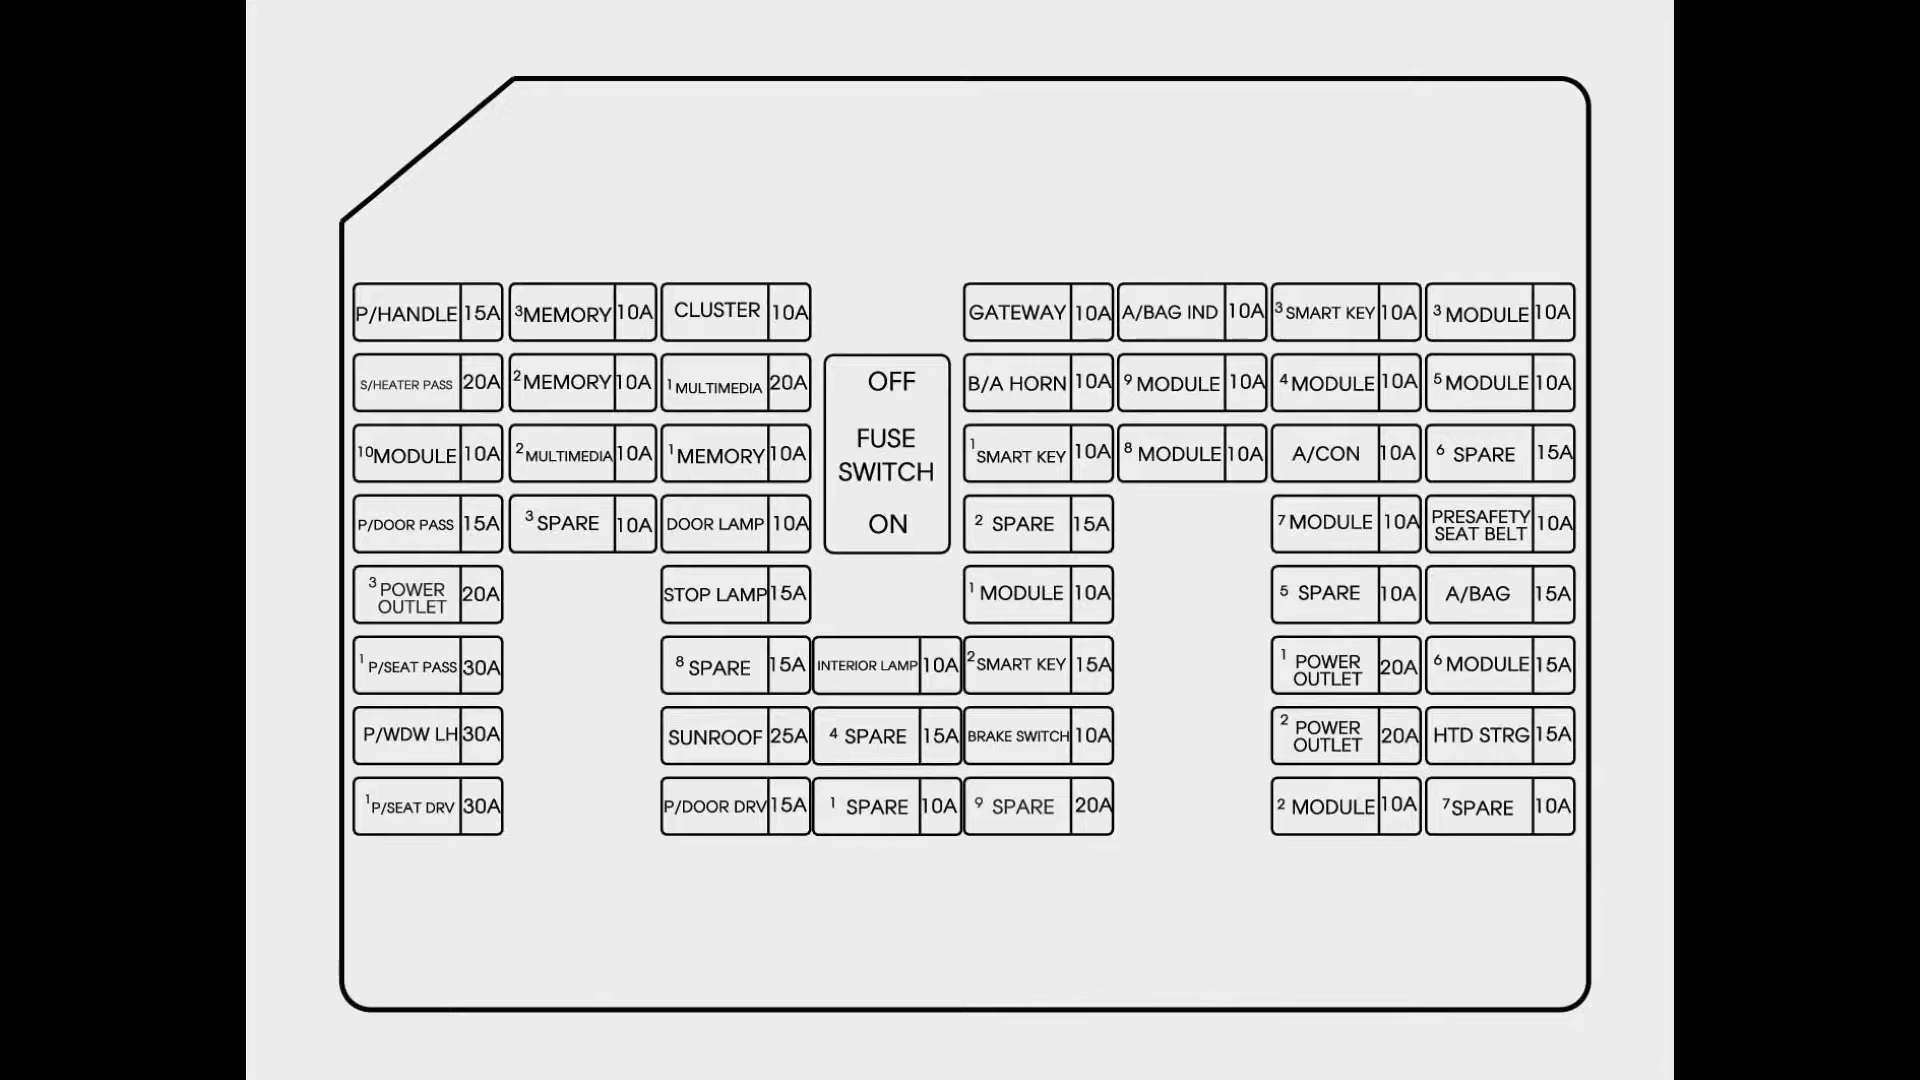 P/HANDLE 15A ³MEMORY 10A CLUSTER 10A GATEWAY 10A A/BAG IND 10A ³SMART KEY 10A ³MODULE 10A
S/HEATER PASS 20A ²MEMORY 10A ¹MULTIMEDIA 20A OFF B/A HORN 10A ⁹MODULE 10A ⁴MODULE 10A ⁵MODULE 10A
FUSE
¹⁰MODULE 10A ²MULTIMEDIA 10A ¹MEMORY 10A SWITCH ¹SMART KEY 10A ⁸MODULE 10A A/CON 10A ⁶SPARE 15A
P/DOOR PASS 15A ³SPARE 10A DOOR LAMP 10A ON ²SPARE 15A ⁷MODULE 10A PRESAFETY
SEAT BELT 10A
³POWER
OUTLET 20A STOP LAMP 15A ¹MODULE 10A ⁵SPARE 10A A/BAG 15A
¹P/SEAT PASS 30A ⁸SPARE 15A INTERIOR LAMP 10A ²SMART KEY 15A ¹POWER
OUTLET 20A ⁶MODULE 15A
P/WDW LH 30A SUNROOF 25A ⁴SPARE 15A BRAKE SWITCH 10A ²POWER
OUTLET 20A HTD STRG 15A
¹P/SEAT DRV 30A P/DOOR DRV 15A ¹SPARE 10A ⁹SPARE 20A ²MODULE 10A ⁷SPARE 10A